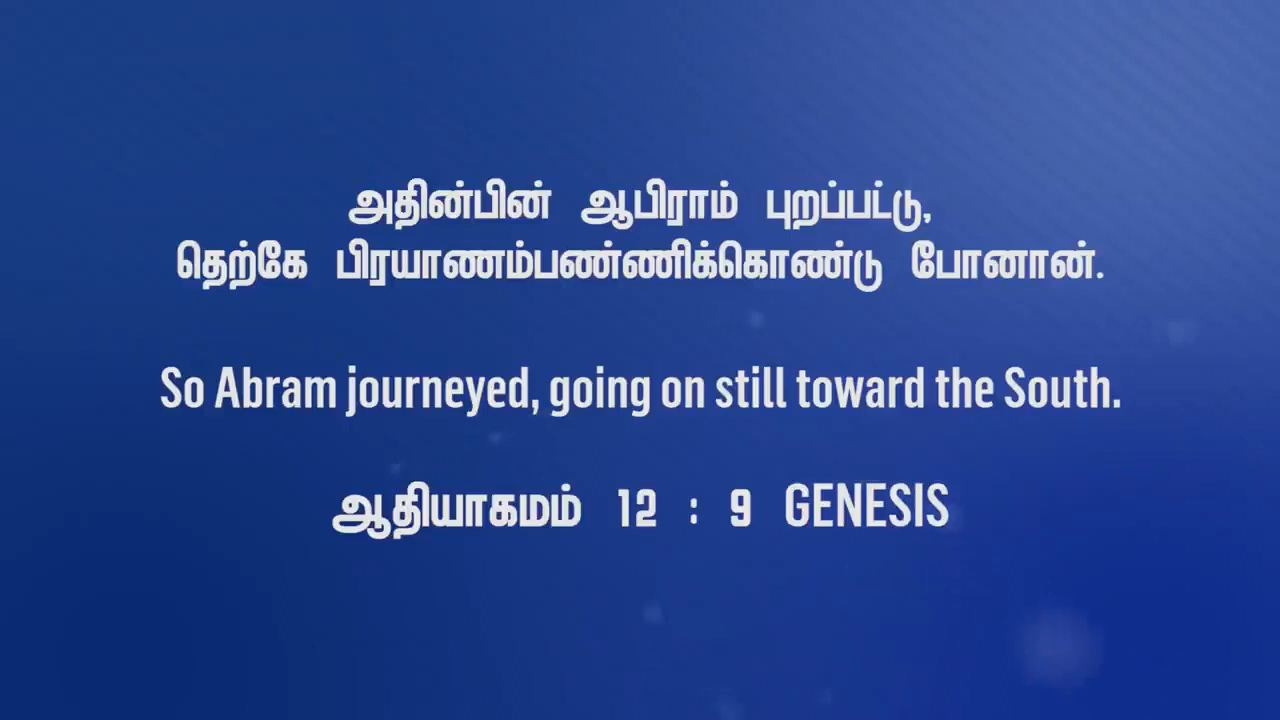 அதின்பின் ஆபிராம் புறப்பட்டு,
தெற்கே பிரயாணம்பண்ணிக்கொண்டு போனான்.
So Abram journeyed, going on still toward the South.
ஆதியாகமம் 12 : 9 GENESIS